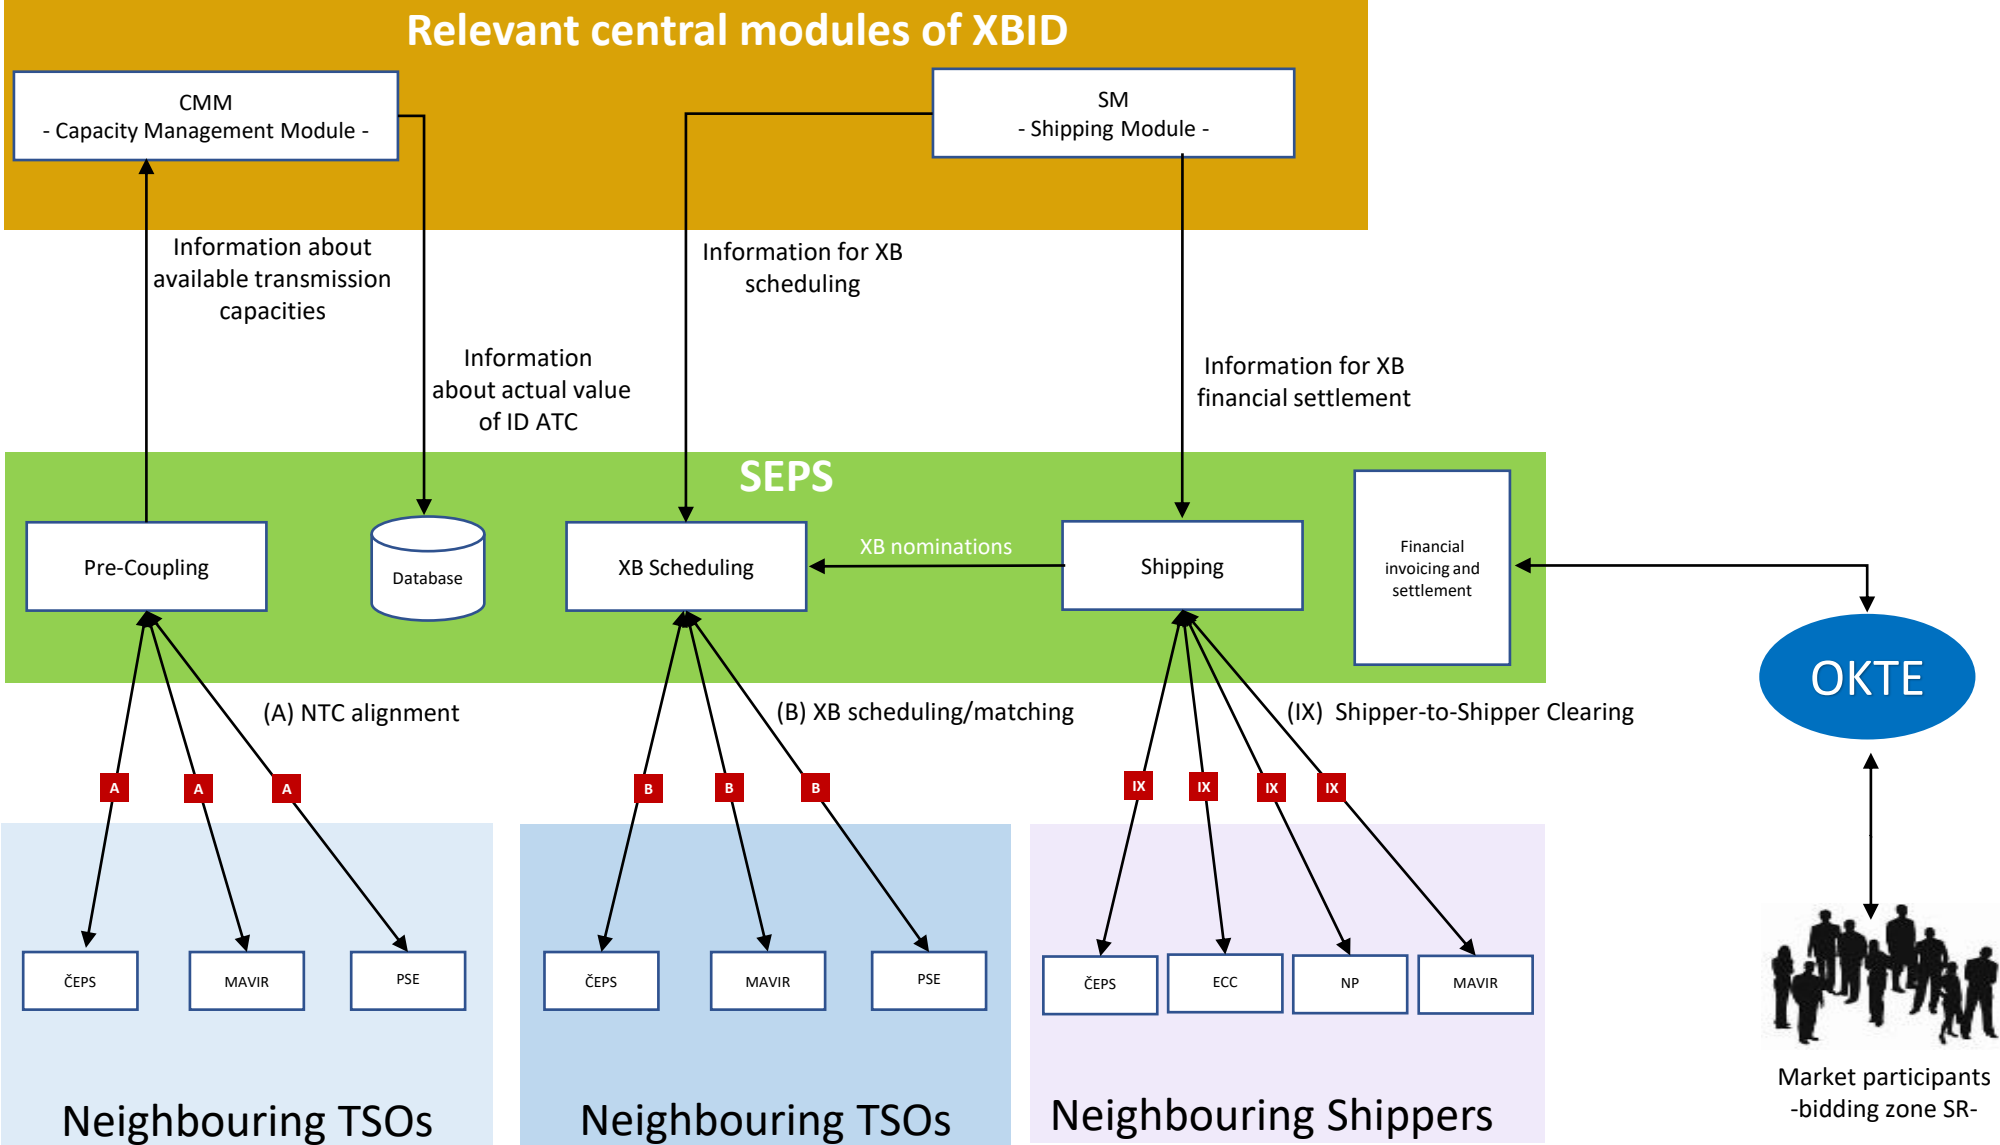 Relevant central modules of XBID
CMM
- Capacity Management Module -
SM
- Shipping Module -
Information about
available transmission
capacities
Information for XB
scheduling
Information
about actual value
of ID ATC
Information for XB
financial settlement
SEPS
Pre-Coupling
Database
XB Scheduling
XB nominations
Shipping
Financial
invoicing and
settlement
OKTE
(A) NTC alignment
(B) XB scheduling/matching
(IX) Shipper-to-Shipper Clearing
A
A
A
B
B
B
IX
IX
IX
IX
ČEPS
MAVIR
PSE
ČEPS
MAVIR
PSE
ČEPS
ECC
NP
MAVIR
Neighbouring TSOs
Neighbouring TSOs
Neighbouring Shippers
Market participants
-bidding zone SR-